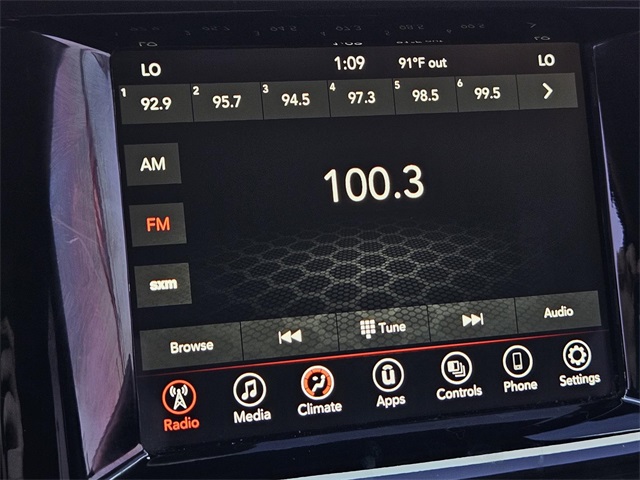 LO 1:09 91°F out LO
1 92.9 2 95.7 3 94.5 4 97.3 5 98.5 6 99.5
AM
100.3
FM
sxm
Browse Tune Audio
Radio Media Climate Apps Controls Phone Settings